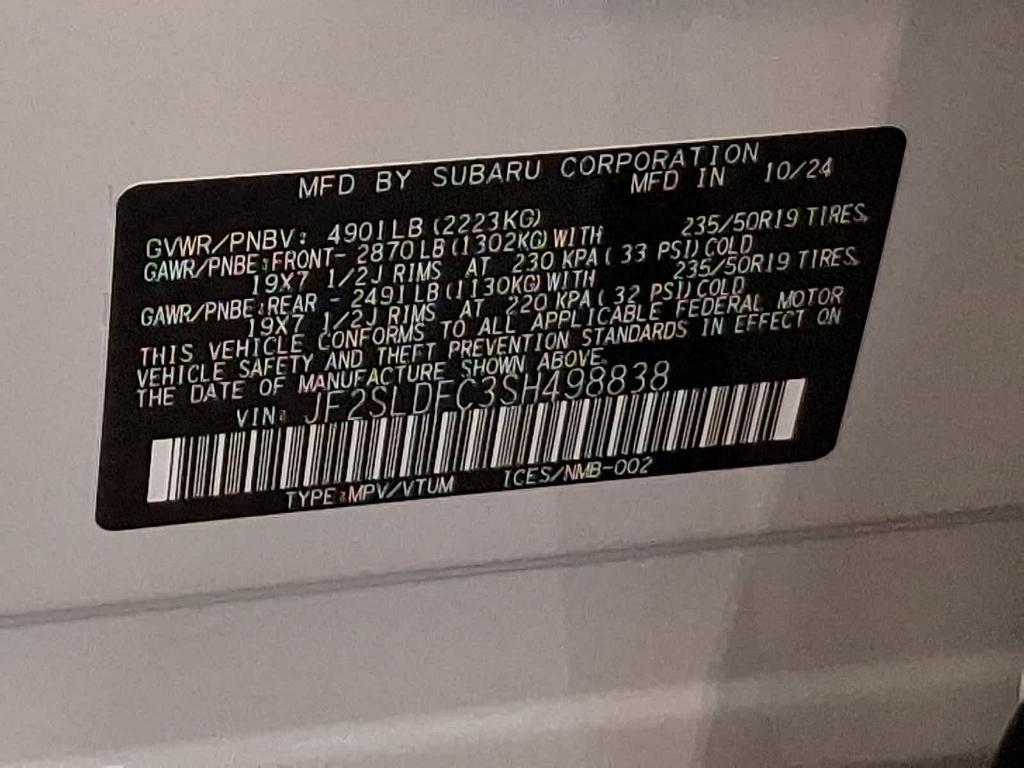 MFD BY SUBARU CORPORATION
MFD IN 10/24
GVWR/PNBV: 4901LB (2223KG)
GAWR/PNBE:FRONT- 2870LB (1302KG) WITH 235/50R19 TIRES,
19X7 1/2J RIMS AT 230 KPA ( 33 PSI) COLD
GAWR/PNBE:REAR - 2491LB (1130KG) WITH 235/50R19 TIRES,
19X7 1/2J RIMS AT 220 KPA ( 32 PSI) COLD
THIS VEHICLE CONFORMS TO ALL APPLICABLE FEDERAL MOTOR
VEHICLE SAFETY AND THEFT PREVENTION STANDARDS IN EFFECT ON
THE DATE OF MANUFACTURE SHOWN ABOVE.
VIN: JF2SLDFC3SH498838
TYPE:MPV/VTUM ICES/NMB-002